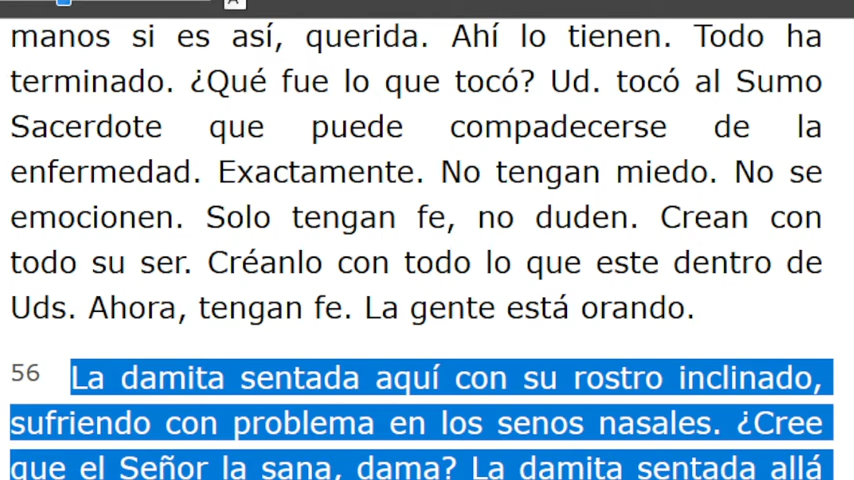 manos si es así, querida. Ahí lo tienen. Todo ha
terminado. ¿Qué fue lo que tocó? Ud. tocó al Sumo
Sacerdote que puede compadecerse de la
enfermedad. Exactamente. No tengan miedo. No se
emocionen. Solo tengan fe, no duden. Crean con
todo su ser. Créanlo con todo lo que este dentro de
Uds. Ahora, tengan fe. La gente está orando.
56 La damita sentada aquí con su rostro inclinado,
sufriendo con problema en los senos nasales. ¿Cree
que el Señor la sana, dama? La damita sentada allá